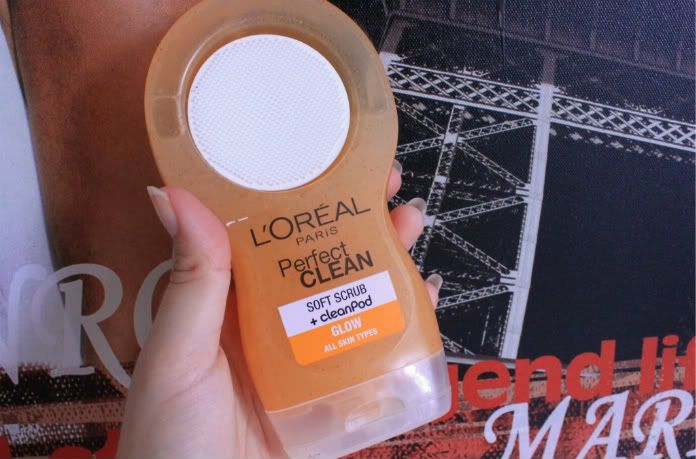 L'ORÉAL
PARIS
Perfect
CLEAN
SOFT SCRUB
+ cleanPod
GLOW
ALL SKIN TYPES
MAR